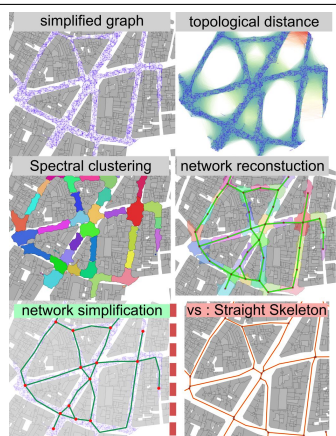 simplified graph
topological distance
Spectral clustering
network reconstuction
network simplification
vs : Straight Skeleton